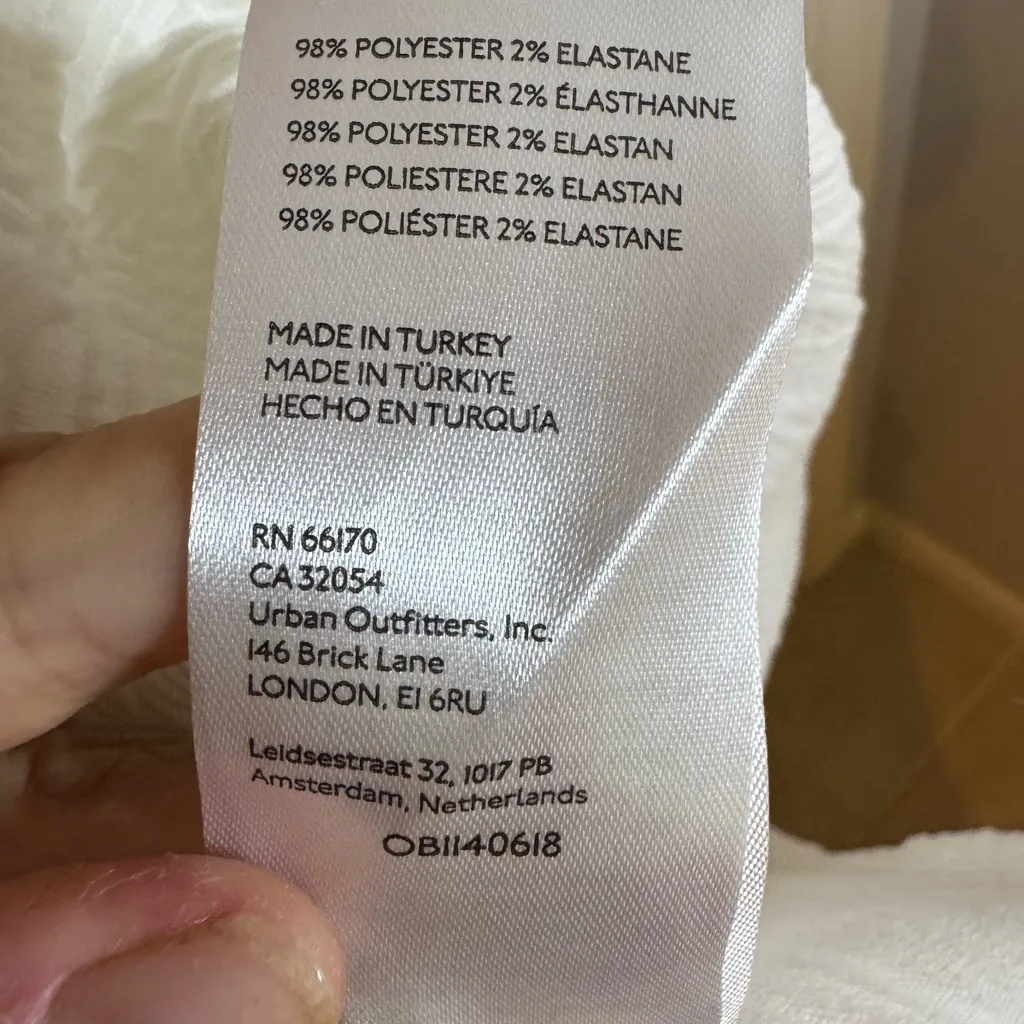 98% POLYESTER 2% ELASTANE
98% POLYESTER 2% ÉLASTHANNE
98% POLYESTER 2% ELASTAN
98% POLIESTERE 2% ELASTAN
98% POLIÉSTER 2% ELASTANE
MADE IN TURKEY
MADE IN TÜRKIYE
HECHO EN TURQUÍA
RN 66170
CA 32054
Urban Outfitters, Inc.
146 Brick Lane
LONDON, E1 6RU
Leidsestraat 32, 1017 PB
Amsterdam, Netherlands
OB1140618